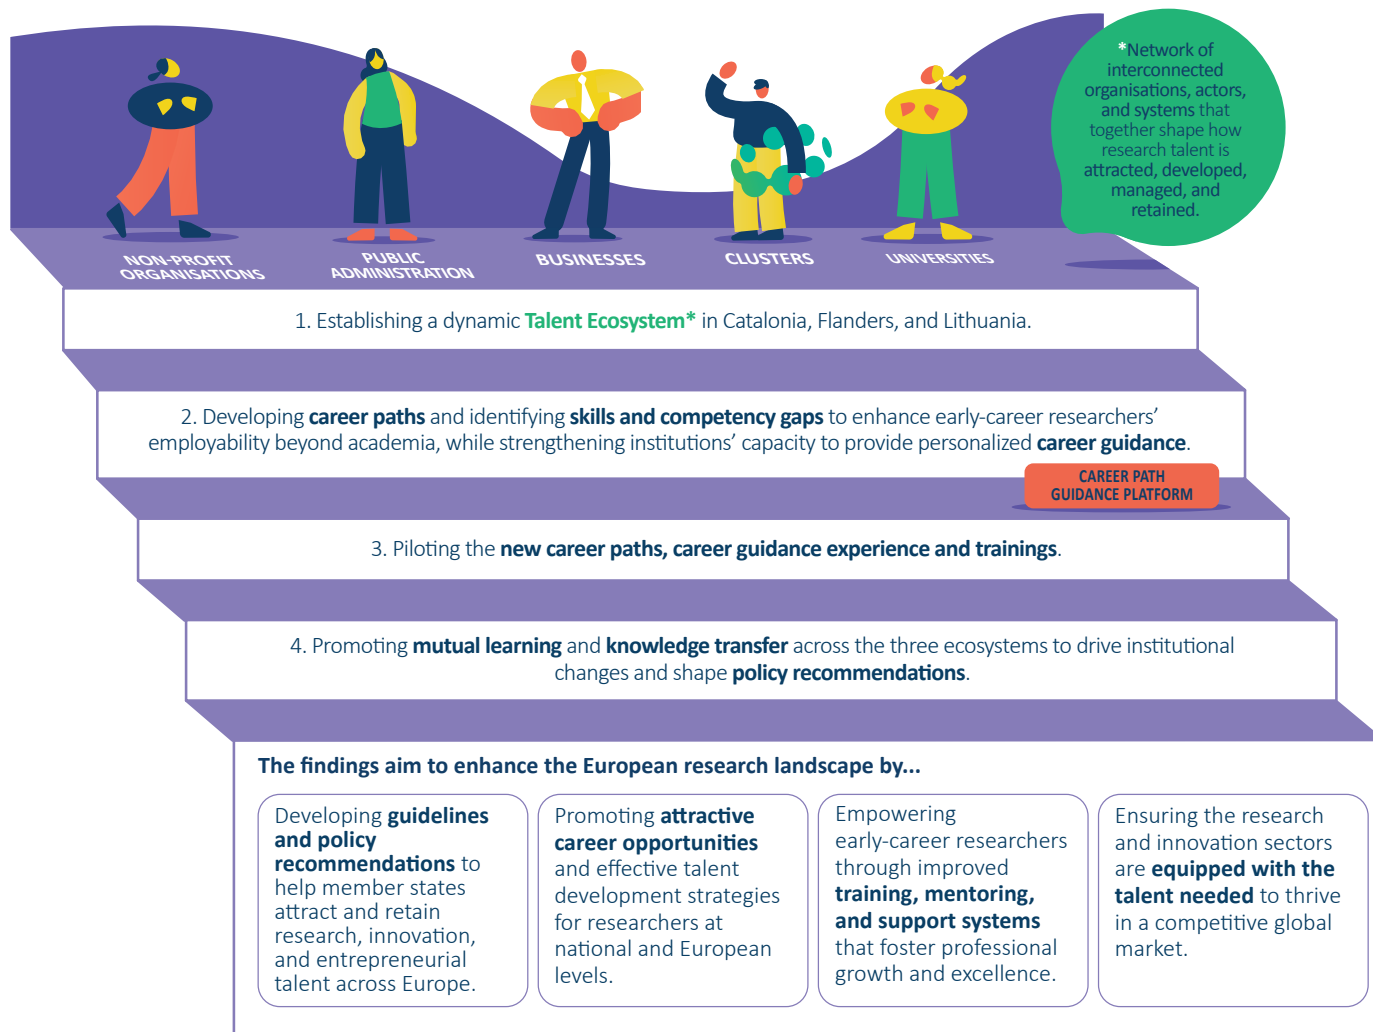 *Network of
interconnected
organisations, actors,
and systems that
together shape how
research talent is
attracted, developed,
managed, and
retained.
NON-PROFIT
ORGANISATIONS
PUBLIC
ADMINISTRATION
BUSINESSES
CLUSTERS
UNIVERSITIES
1. Establishing a dynamic Talent Ecosystem* in Catalonia, Flanders, and Lithuania.
2. Developing career paths and identifying skills and competency gaps to enhance early-career researchers’
employability beyond academia, while strengthening institutions’ capacity to provide personalized career guidance.
CAREER PATH
GUIDANCE PLATFORM
3. Piloting the new career paths, career guidance experience and trainings.
4. Promoting mutual learning and knowledge transfer across the three ecosystems to drive institutional
changes and shape policy recommendations.
The findings aim to enhance the European research landscape by...
Developing guidelines
and policy
recommendations to
help member states
attract and retain
research, innovation,
and entrepreneurial
talent across Europe.
Promoting attractive
career opportunities
and effective talent
development strategies
for researchers at
national and European
levels.
Empowering
early-career researchers
through improved
training, mentoring,
and support systems
that foster professional
growth and excellence.
Ensuring the research
and innovation sectors
are equipped with the
talent needed to thrive
in a competitive global
market.